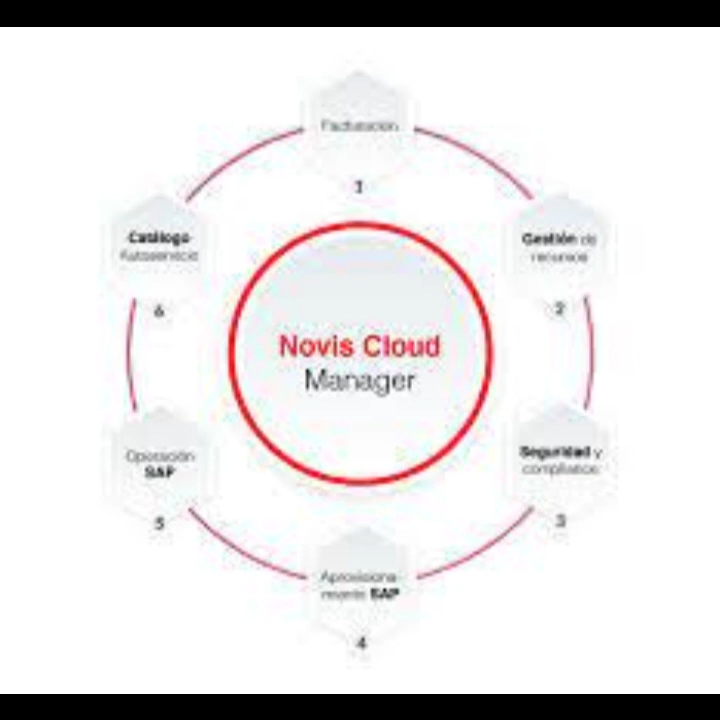 Facturación
1
Gestión de
recursos
2
Seguridad y
compliance
3
Aprovisiona-
miento SAP
4
Operación
SAP
5
Catálogo
Autoservicio
6
Novis Cloud
Manager